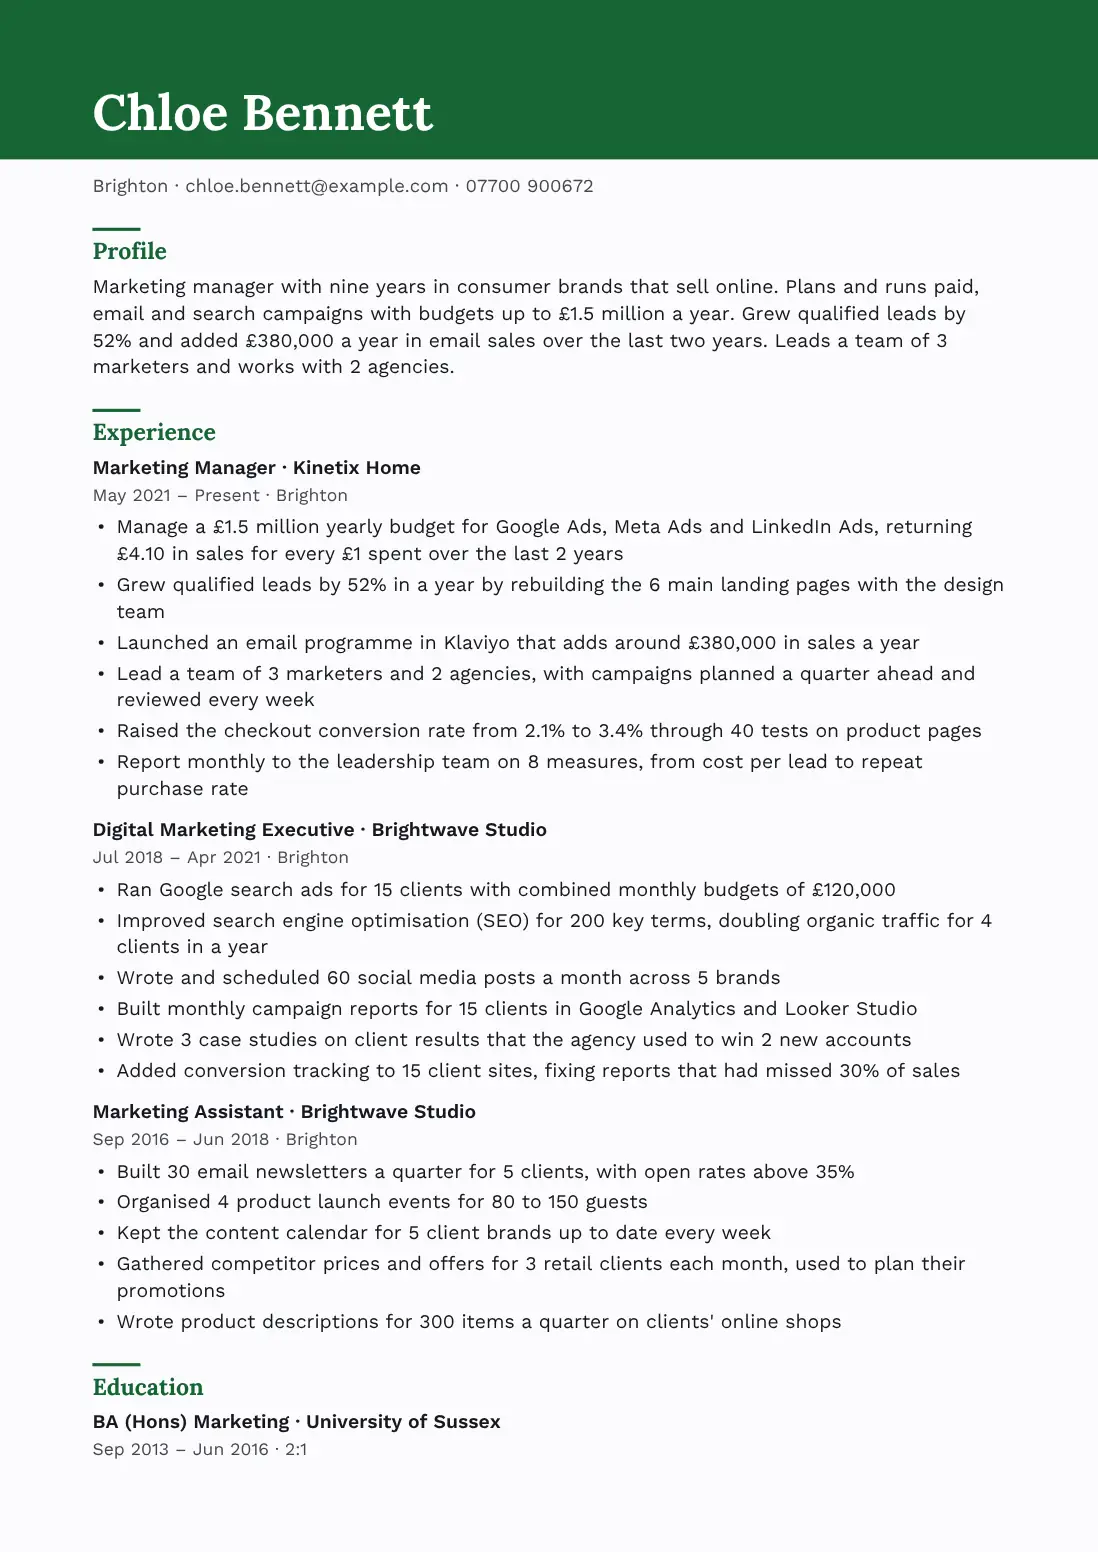 Chloe Bennett
Brighton · chloe.bennett@example.com · 07700 900672
Profile
Marketing manager with nine years in consumer brands that sell online. Plans and runs paid,
email and search campaigns with budgets up to £1.5 million a year. Grew qualified leads by
52% and added £380,000 a year in email sales over the last two years. Leads a team of 3
marketers and works with 2 agencies.
Experience
Marketing Manager · Kinetix Home
May 2021 – Present · Brighton
• Manage a £1.5 million yearly budget for Google Ads, Meta Ads and LinkedIn Ads, returning
£4.10 in sales for every £1 spent over the last 2 years
• Grew qualified leads by 52% in a year by rebuilding the 6 main landing pages with the design
team
• Launched an email programme in Klaviyo that adds around £380,000 in sales a year
• Lead a team of 3 marketers and 2 agencies, with campaigns planned a quarter ahead and
reviewed every week
• Raised the checkout conversion rate from 2.1% to 3.4% through 40 tests on product pages
• Report monthly to the leadership team on 8 measures, from cost per lead to repeat
purchase rate
Digital Marketing Executive · Brightwave Studio
Jul 2018 – Apr 2021 · Brighton
• Ran Google search ads for 15 clients with combined monthly budgets of £120,000
• Improved search engine optimisation (SEO) for 200 key terms, doubling organic traffic for 4
clients in a year
• Wrote and scheduled 60 social media posts a month across 5 brands
• Built monthly campaign reports for 15 clients in Google Analytics and Looker Studio
• Wrote 3 case studies on client results that the agency used to win 2 new accounts
• Added conversion tracking to 15 client sites, fixing reports that had missed 30% of sales
Marketing Assistant · Brightwave Studio
Sep 2016 – Jun 2018 · Brighton
• Built 30 email newsletters a quarter for 5 clients, with open rates above 35%
• Organised 4 product launch events for 80 to 150 guests
• Kept the content calendar for 5 client brands up to date every week
• Gathered competitor prices and offers for 3 retail clients each month, used to plan their
promotions
• Wrote product descriptions for 300 items a quarter on clients' online shops
Education
BA (Hons) Marketing · University of Sussex
Sep 2013 – Jun 2016 · 2:1